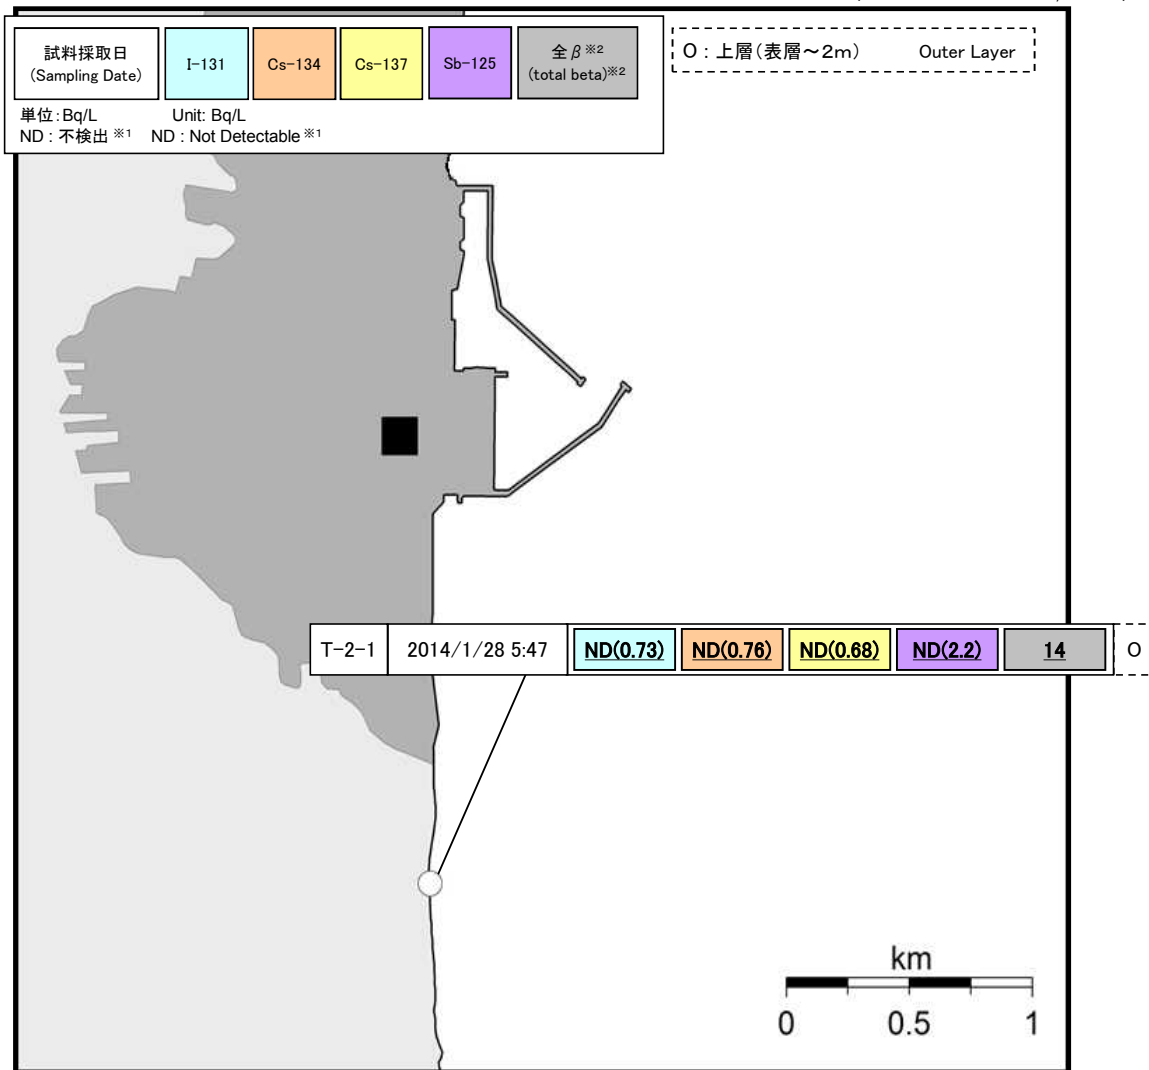 試料採取日
(Sampling Date)
I-131
Cs-134
Cs-137
Sb-125
全β※2
(total beta)※2
単位:Bq/L Unit: Bq/L
ND : 不検出 ※1 ND : Not Detectable ※1
O : 上層(表層～2m) Outer Layer
T-2-1 2014/1/28 5:47 ND(0.73) ND(0.76) ND(0.68) ND(2.2) 14 O
km
0 0.5 1